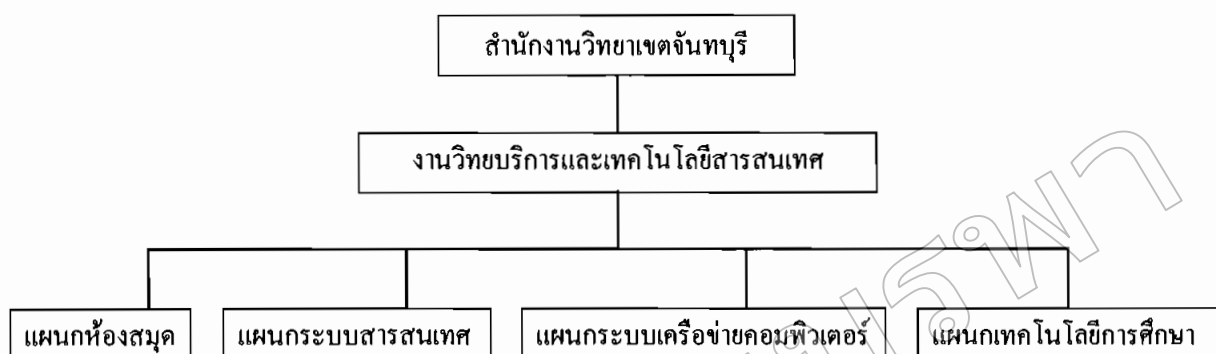 สำนักงานวิทยาเขตจันทบุรี
งานวิทยบริการและเทคโนโลยีสารสนเทศ
แผนกห้องสมุด
แผนกระบบสารสนเทศ
แผนกระบบเครือข่ายคอมพิวเตอร์
แผนกเทคโนโลยีการศึกษา